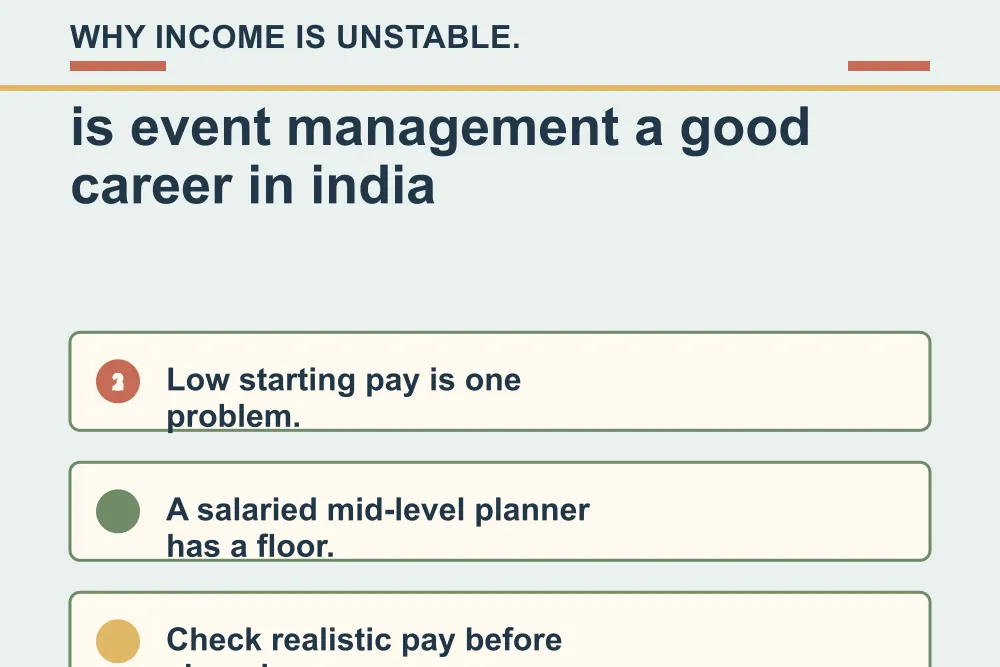 WHY INCOME IS UNSTABLE.
is event management a good
career in india
Low starting pay is one
problem.
A salaried mid-level planner
has a floor.
Check realistic pay before